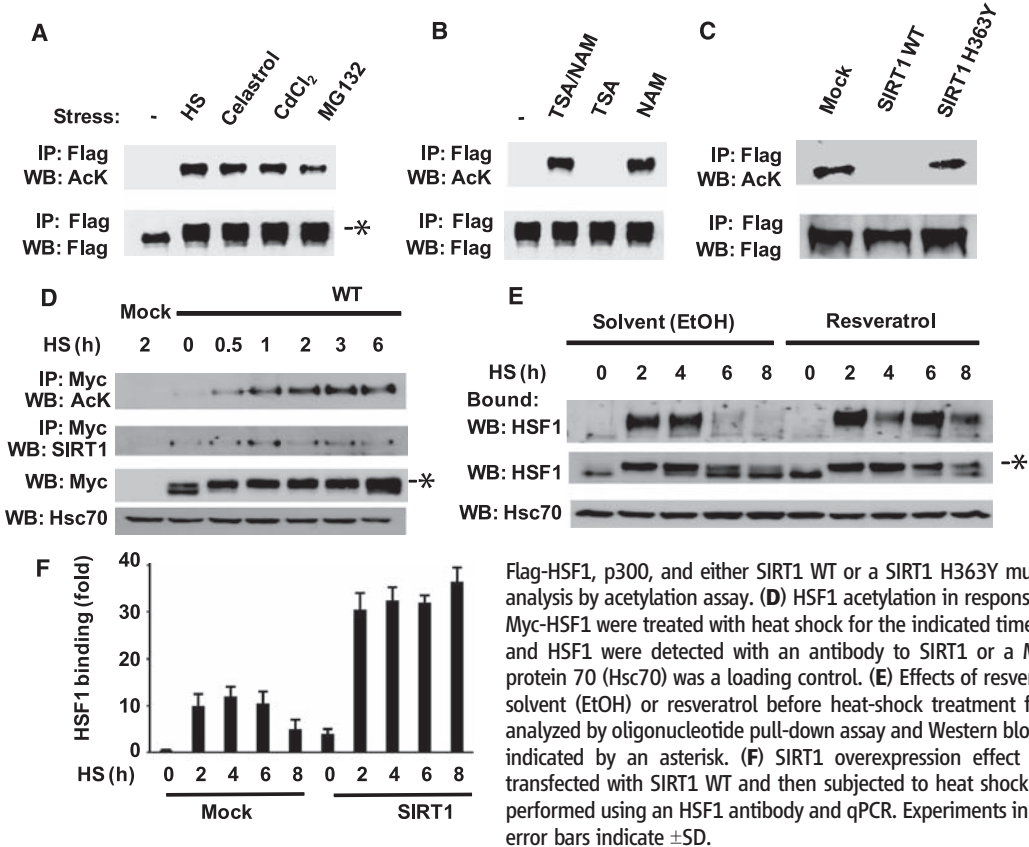 A
Stress: - HS Celastrol CdCl₂ MG132
IP: Flag
WB: AcK
IP: Flag
WB: Flag
-*
B
- TSA/NAM TSA NAM
IP: Flag
WB: AcK
IP: Flag
WB: Flag
C
Mock SIRT1 WT SIRT1 H363Y
IP: Flag
WB: AcK
IP: Flag
WB: Flag
D
Mock WT
HS (h) 2 0 0.5 1 2 3 6
IP: Myc
WB: AcK
IP: Myc
WB: SIRT1
WB: Myc -*
WB: Hsc70
E
Solvent (EtOH) Resveratrol
HS (h) 0 2 4 6 8 0 2 4 6 8
Bound:
WB: HSF1
WB: HSF1 -*
WB: Hsc70
F
HSF1 binding (fold)
40
30
20
10
0
HS (h) 0 2 4 6 8 0 2 4 6 8
Mock SIRT1
Flag-HSF1, p300, and either SIRT1 WT or a SIRT1 H363Y mu
analysis by acetylation assay. (D) HSF1 acetylation in respons
Myc-HSF1 were treated with heat shock for the indicated time
and HSF1 were detected with an antibody to SIRT1 or a M
protein 70 (Hsc70) was a loading control. (E) Effects of resver
solvent (EtOH) or resveratrol before heat-shock treatment f
analyzed by oligonucleotide pull-down assay and Western blo
indicated by an asterisk. (F) SIRT1 overexpression effect
transfected with SIRT1 WT and then subjected to heat shock
performed using an HSF1 antibody and qPCR. Experiments in
error bars indicate ±SD.